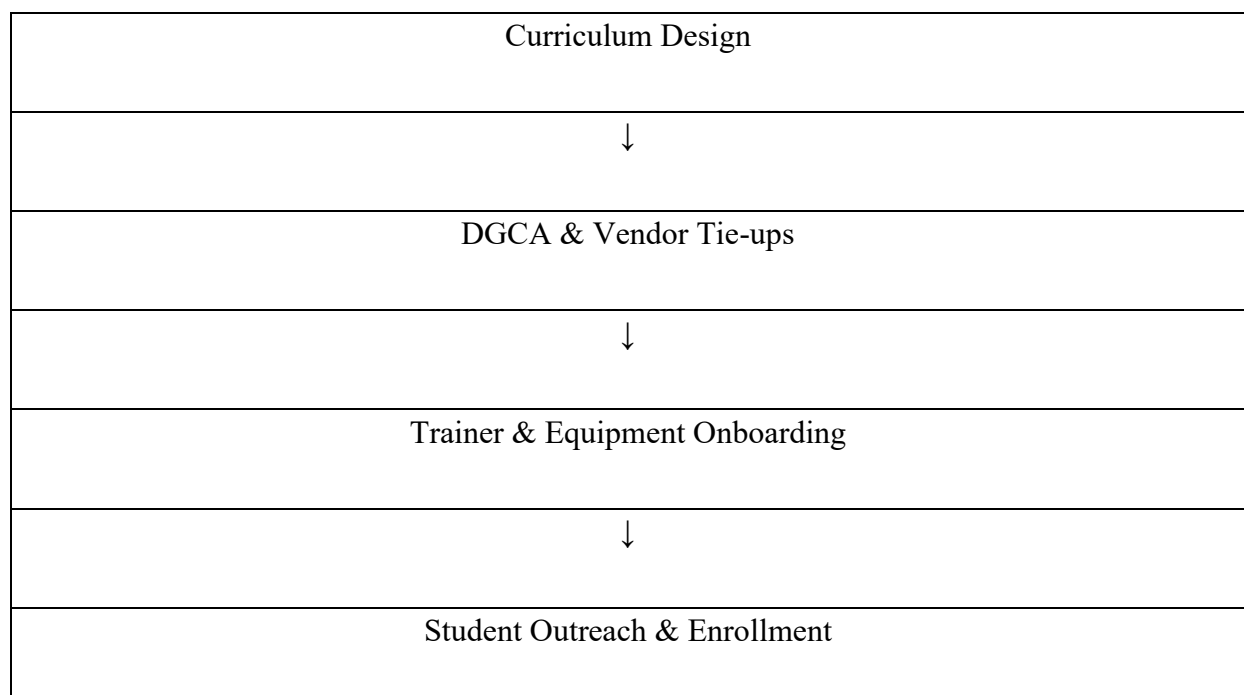 Curriculum Design
↓
DGCA & Vendor Tie-ups
↓
Trainer & Equipment Onboarding
↓
Student Outreach & Enrollment